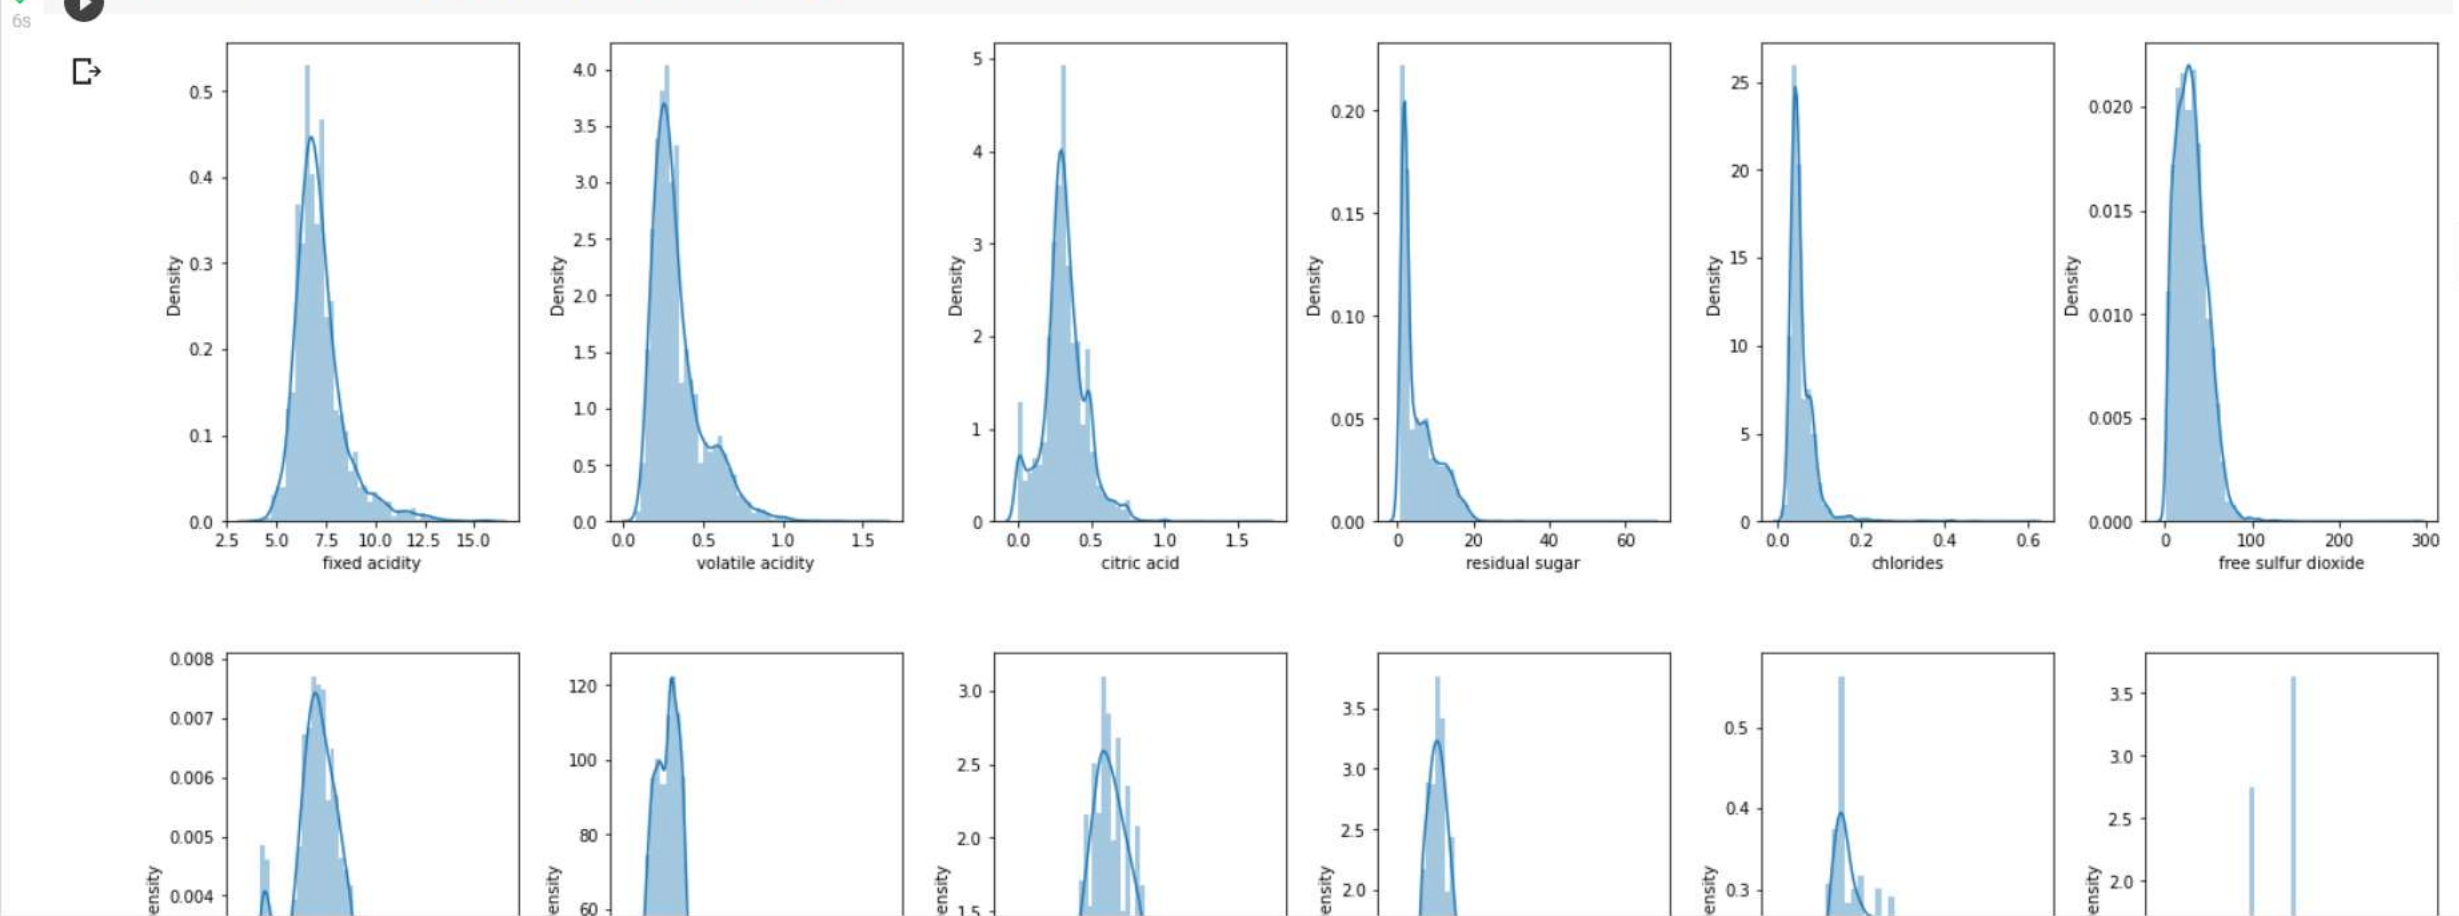 6s
0.5
0.4
0.3
0.2
0.1
0.0
Density
2.5 5.0 7.5 10.0 12.5 15.0
fixed acidity
4.0
3.5
3.0
2.5
2.0
1.5
1.0
0.5
0.0
Density
0.0 0.5 1.0 1.5
volatile acidity
5
4
3
2
1
0
Density
0.0 0.5 1.0 1.5
citric acid
0.20
0.15
0.10
0.05
0.00
Density
0 20 40 60
residual sugar
25
20
15
10
5
0
Density
0.0 0.2 0.4 0.6
chlorides
0.020
0.015
0.010
0.005
0.000
Density
0 100 200 300
free sulfur dioxide
0.008
0.007
0.006
0.005
0.004
ensity
120
100
80
60
ensity
3.0
2.5
2.0
1.5
ensity
3.5
3.0
2.5
2.0
ensity
0.5
0.4
0.3
ensity
3.5
3.0
2.5
2.0
ensity